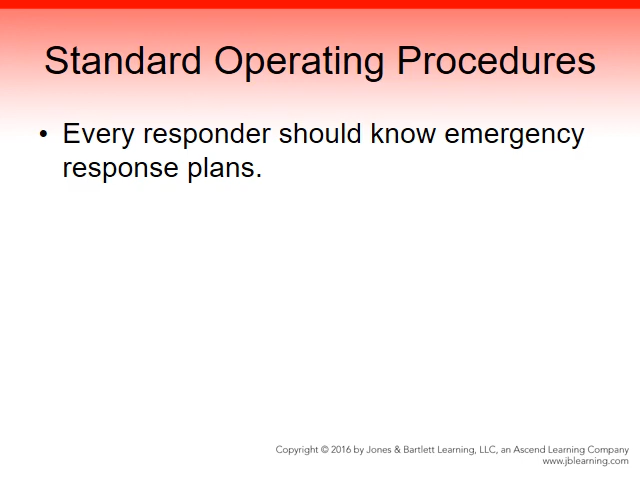 Standard Operating Procedures
• Every responder should know emergency
response plans.
Copyright © 2016 by Jones & Bartlett Learning, LLC, an Ascend Learning Company
www.jblearning.com